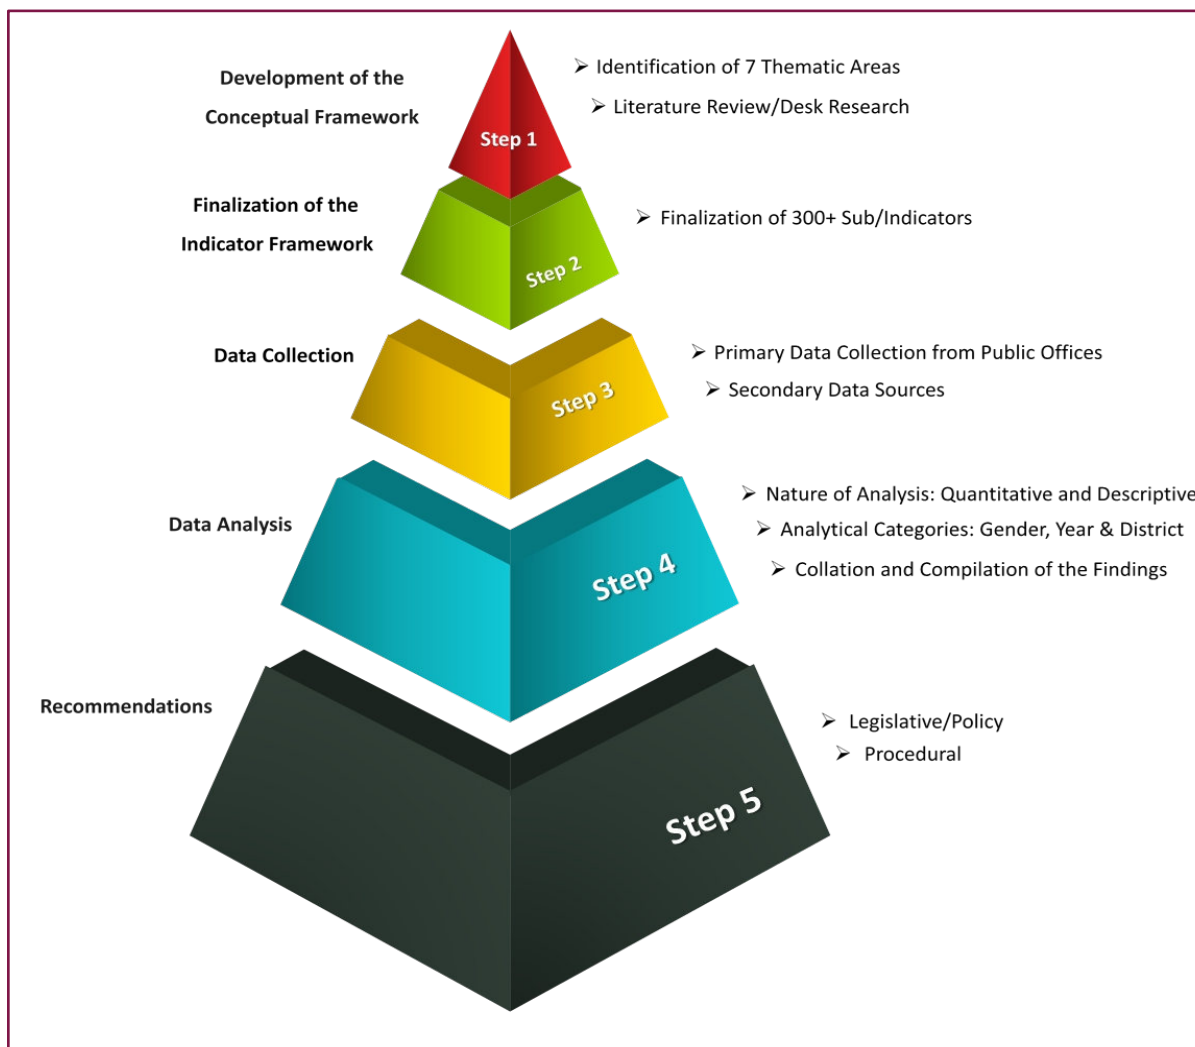 Development of the
Conceptual Framework
Step 1
➢ Identification of 7 Thematic Areas
➢ Literature Review/Desk Research
Finalization of the
Indicator Framework
Step 2
➢ Finalization of 300+ Sub/Indicators
Data Collection
Step 3
➢ Primary Data Collection from Public Offices
➢ Secondary Data Sources
Data Analysis
Step 4
➢ Nature of Analysis: Quantitative and Descriptive
➢ Analytical Categories: Gender, Year & District
➢ Collation and Compilation of the Findings
Recommendations
Step 5
➢ Legislative/Policy
➢ Procedural